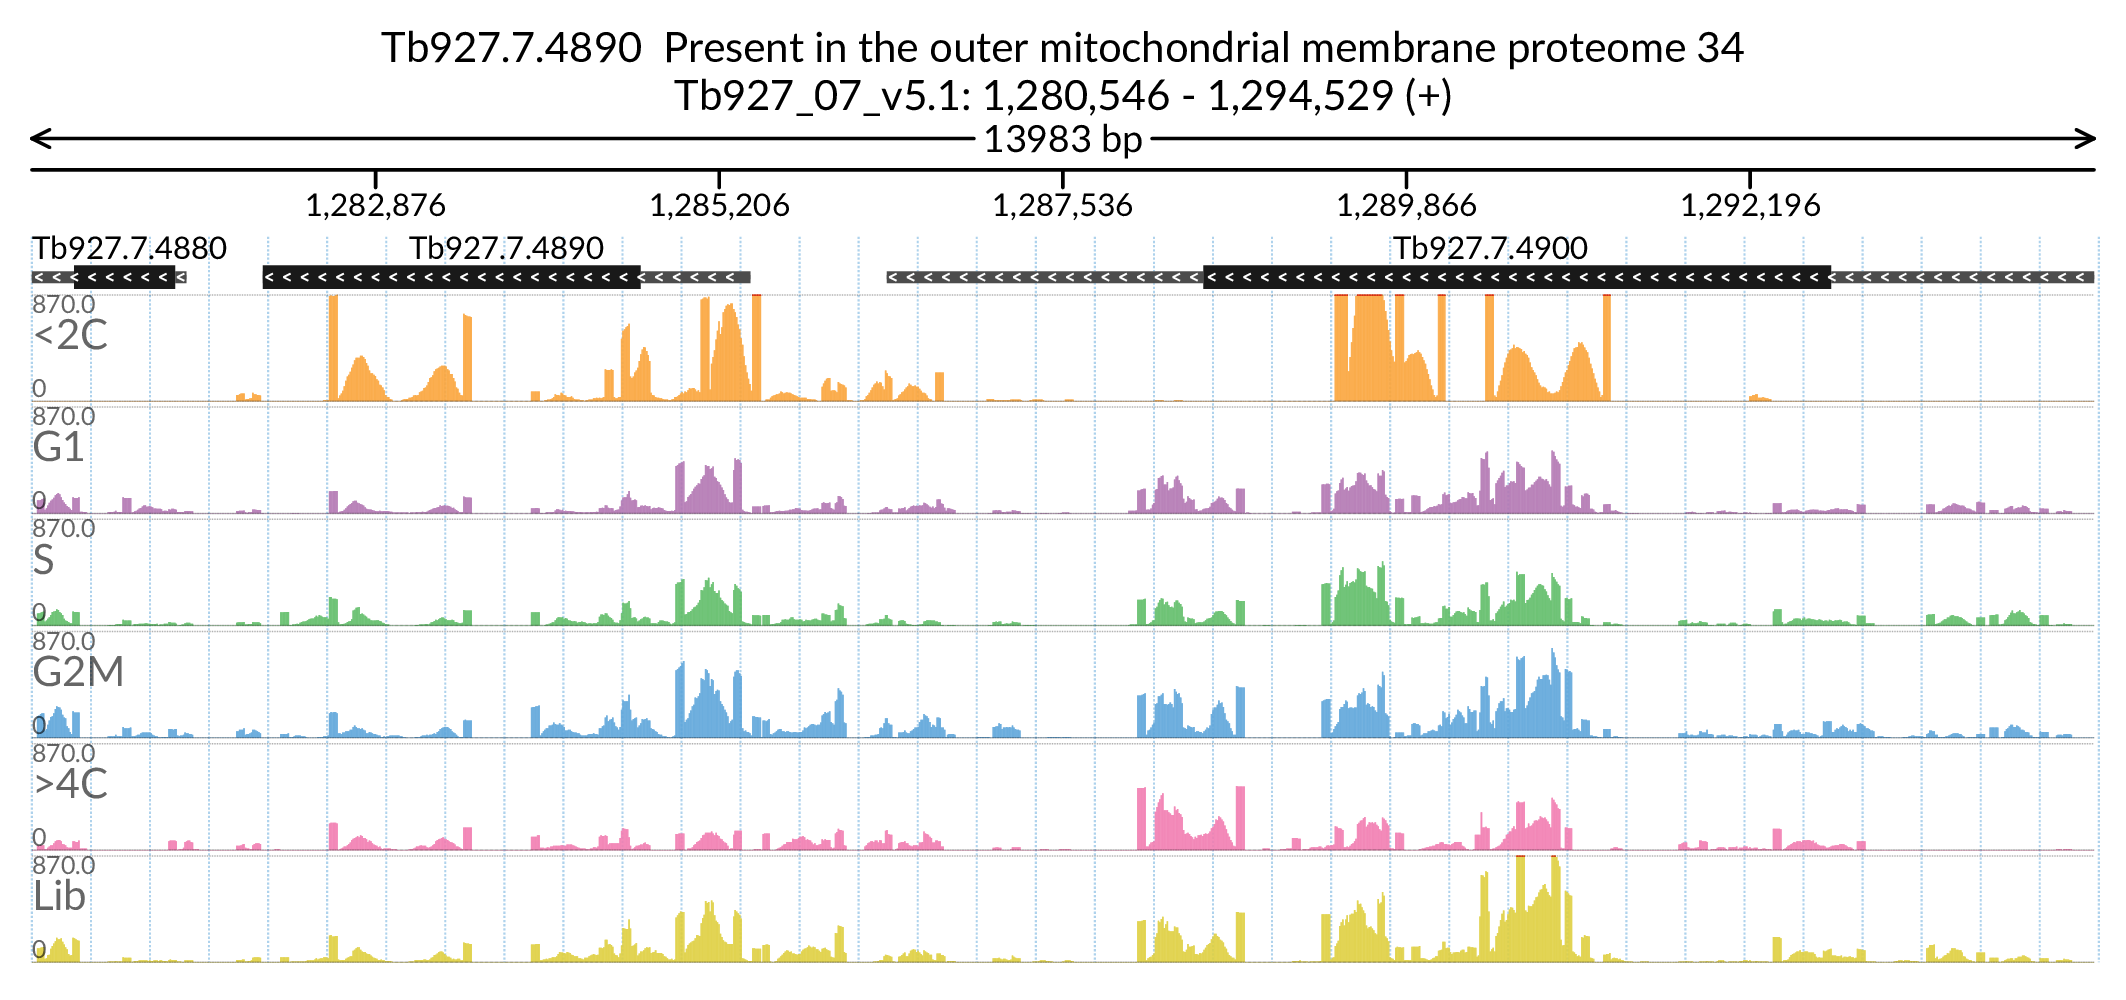 Tb927.7.4890  Present in the outer mitochondrial membrane proteome 34
Tb927_07_v5.1: 1,280,546 - 1,294,529 (+)
13983 bp
1,282,876 1,285,206 1,287,536 1,289,866 1,292,196
Tb927.7.4880 Tb927.7.4890 Tb927.7.4900
870.0
<2C
0
870.0
G1
0
870.0
S
0
870.0
G2M
0
870.0
>4C
0
870.0
Lib
0